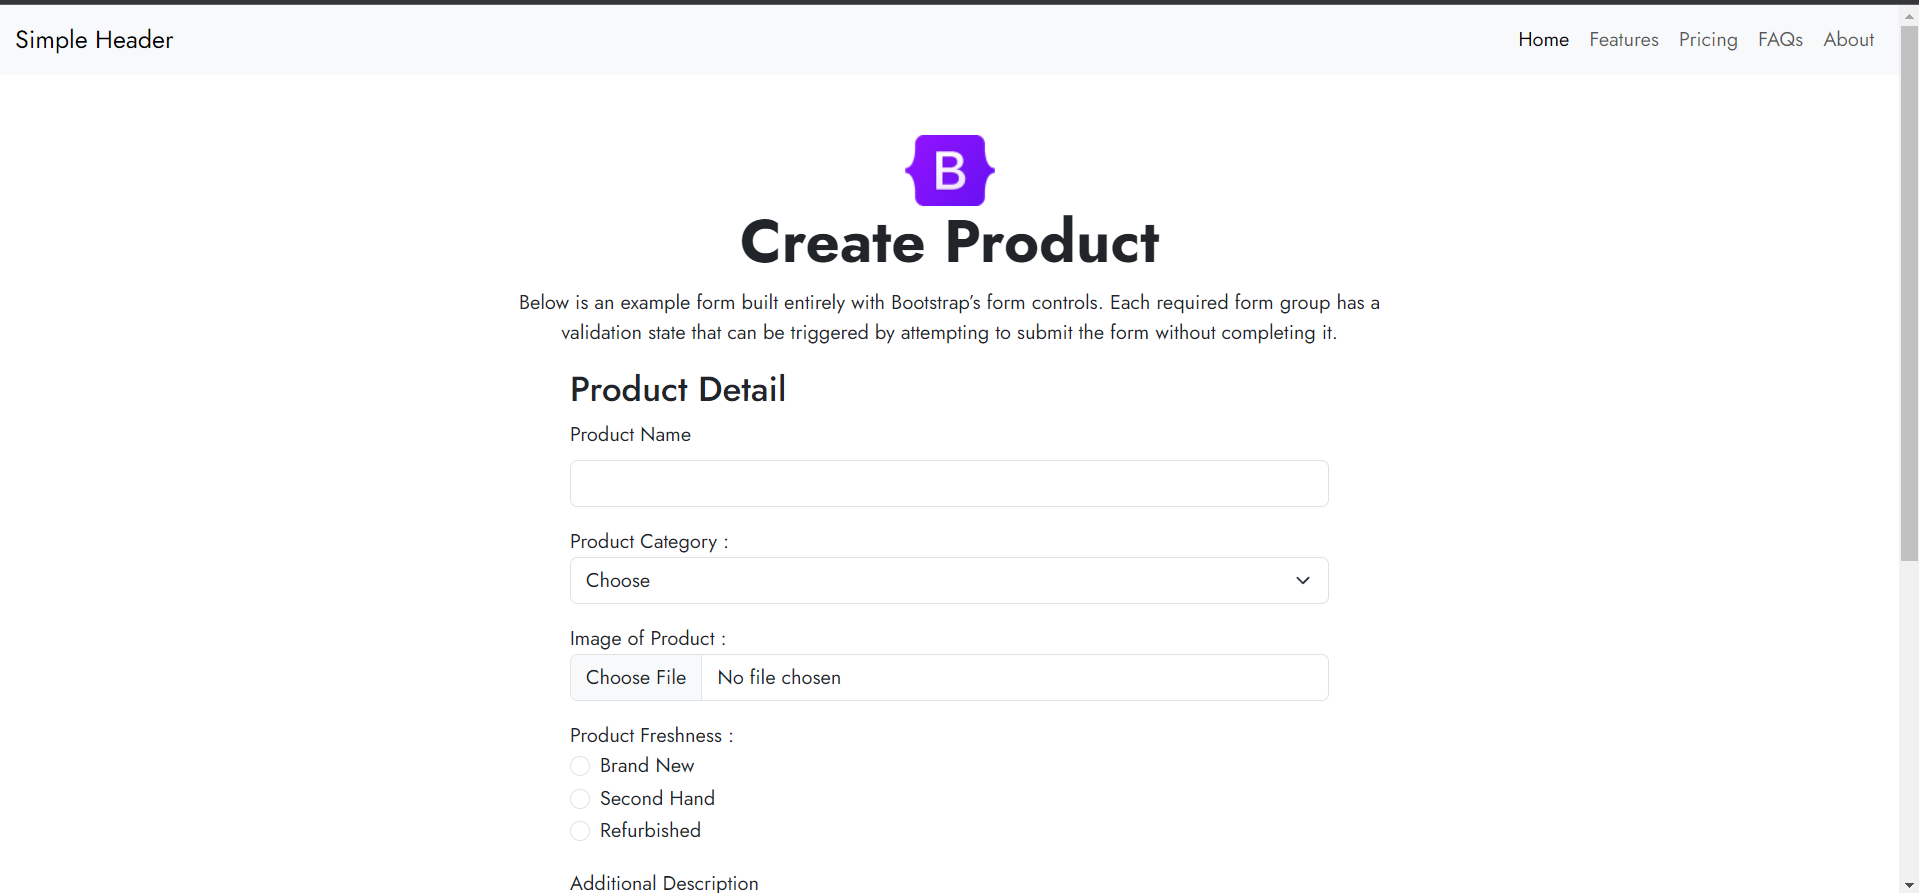 Simple Header
Home Features Pricing FAQs About
B
Create Product
Below is an example form built entirely with Bootstrap’s form controls. Each required form group has a
validation state that can be triggered by attempting to submit the form without completing it.
Product Detail
Product Name
Product Category :
Choose
Image of Product :
Choose File No file chosen
Product Freshness :
Brand New
Second Hand
Refurbished
Additional Description